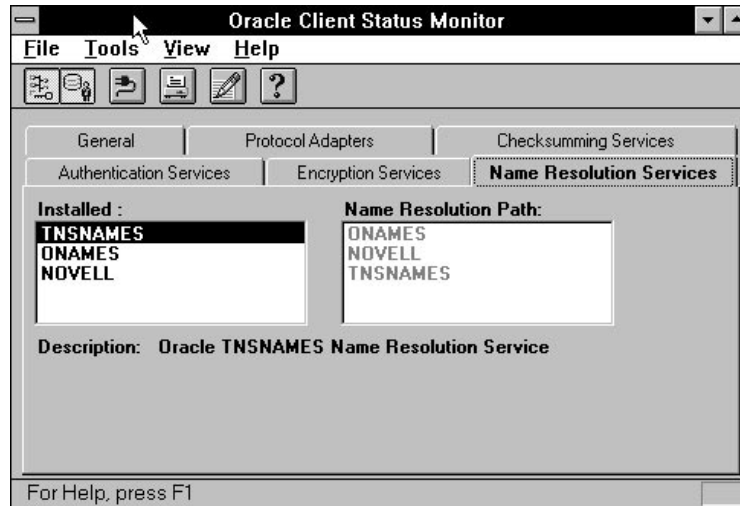 Oracle Client Status Monitor
File Tools View Help
?
General Protocol Adapters Checksumming Services
Authentication Services Encryption Services Name Resolution Services
Installed : Name Resolution Path:
TNSNAMES ONAMES
ONAMES NOVELL
NOVELL TNSNAMES
Description: Oracle TNSNAMES Name Resolution Service
For Help, press F1